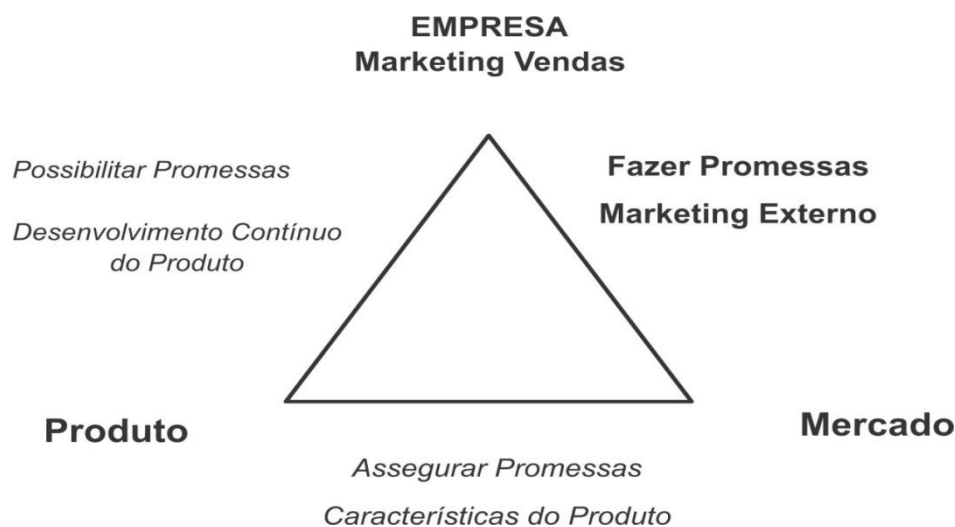 EMPRESA
Marketing Vendas
Possibilitar Promessas
Desenvolvimento Contínuo
do Produto
Fazer Promessas
Marketing Externo
Produto
Mercado
Assegurar Promessas
Características do Produto